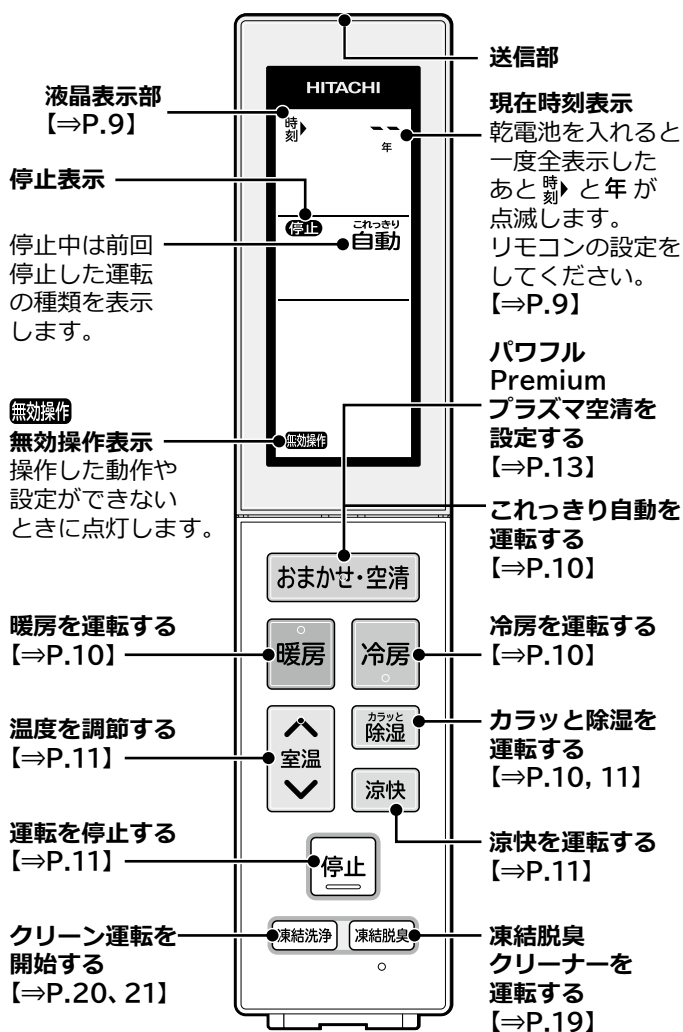 送信部
液晶表示部
【⇒P.9】
停止表示
停止中は前回
停止した運転
の種類を表示
します。
無効操作
無効操作表示
操作した動作や
設定ができない
ときに点灯します。
HITACHI
時刻
--
年
停止
これっきり
自動
無効操作
現在時刻表示
乾電池を入れると
一度全表示した
あと 時刻 と 年 が
点滅します。
リモコンの設定を
してください。
【⇒P.9】
パワフル
Premium
プラズマ空清を
設定する
【⇒P.13】
これっきり自動を
運転する
【⇒P.10】
おまかせ・空清
暖房を運転する
【⇒P.10】
暖房
冷房
冷房を運転する
【⇒P.10】
温度を調節する
【⇒P.11】
室温
カラッと
除湿
カラッと除湿を
運転する
【⇒P.10, 11】
涼快
涼快を運転する
【⇒P.11】
運転を停止する
【⇒P.11】
停止
クリーン運転を
開始する
【⇒P.20、21】
凍結洗浄
凍結脱臭
凍結脱臭
クリーナーを
運転する
【⇒P.19】